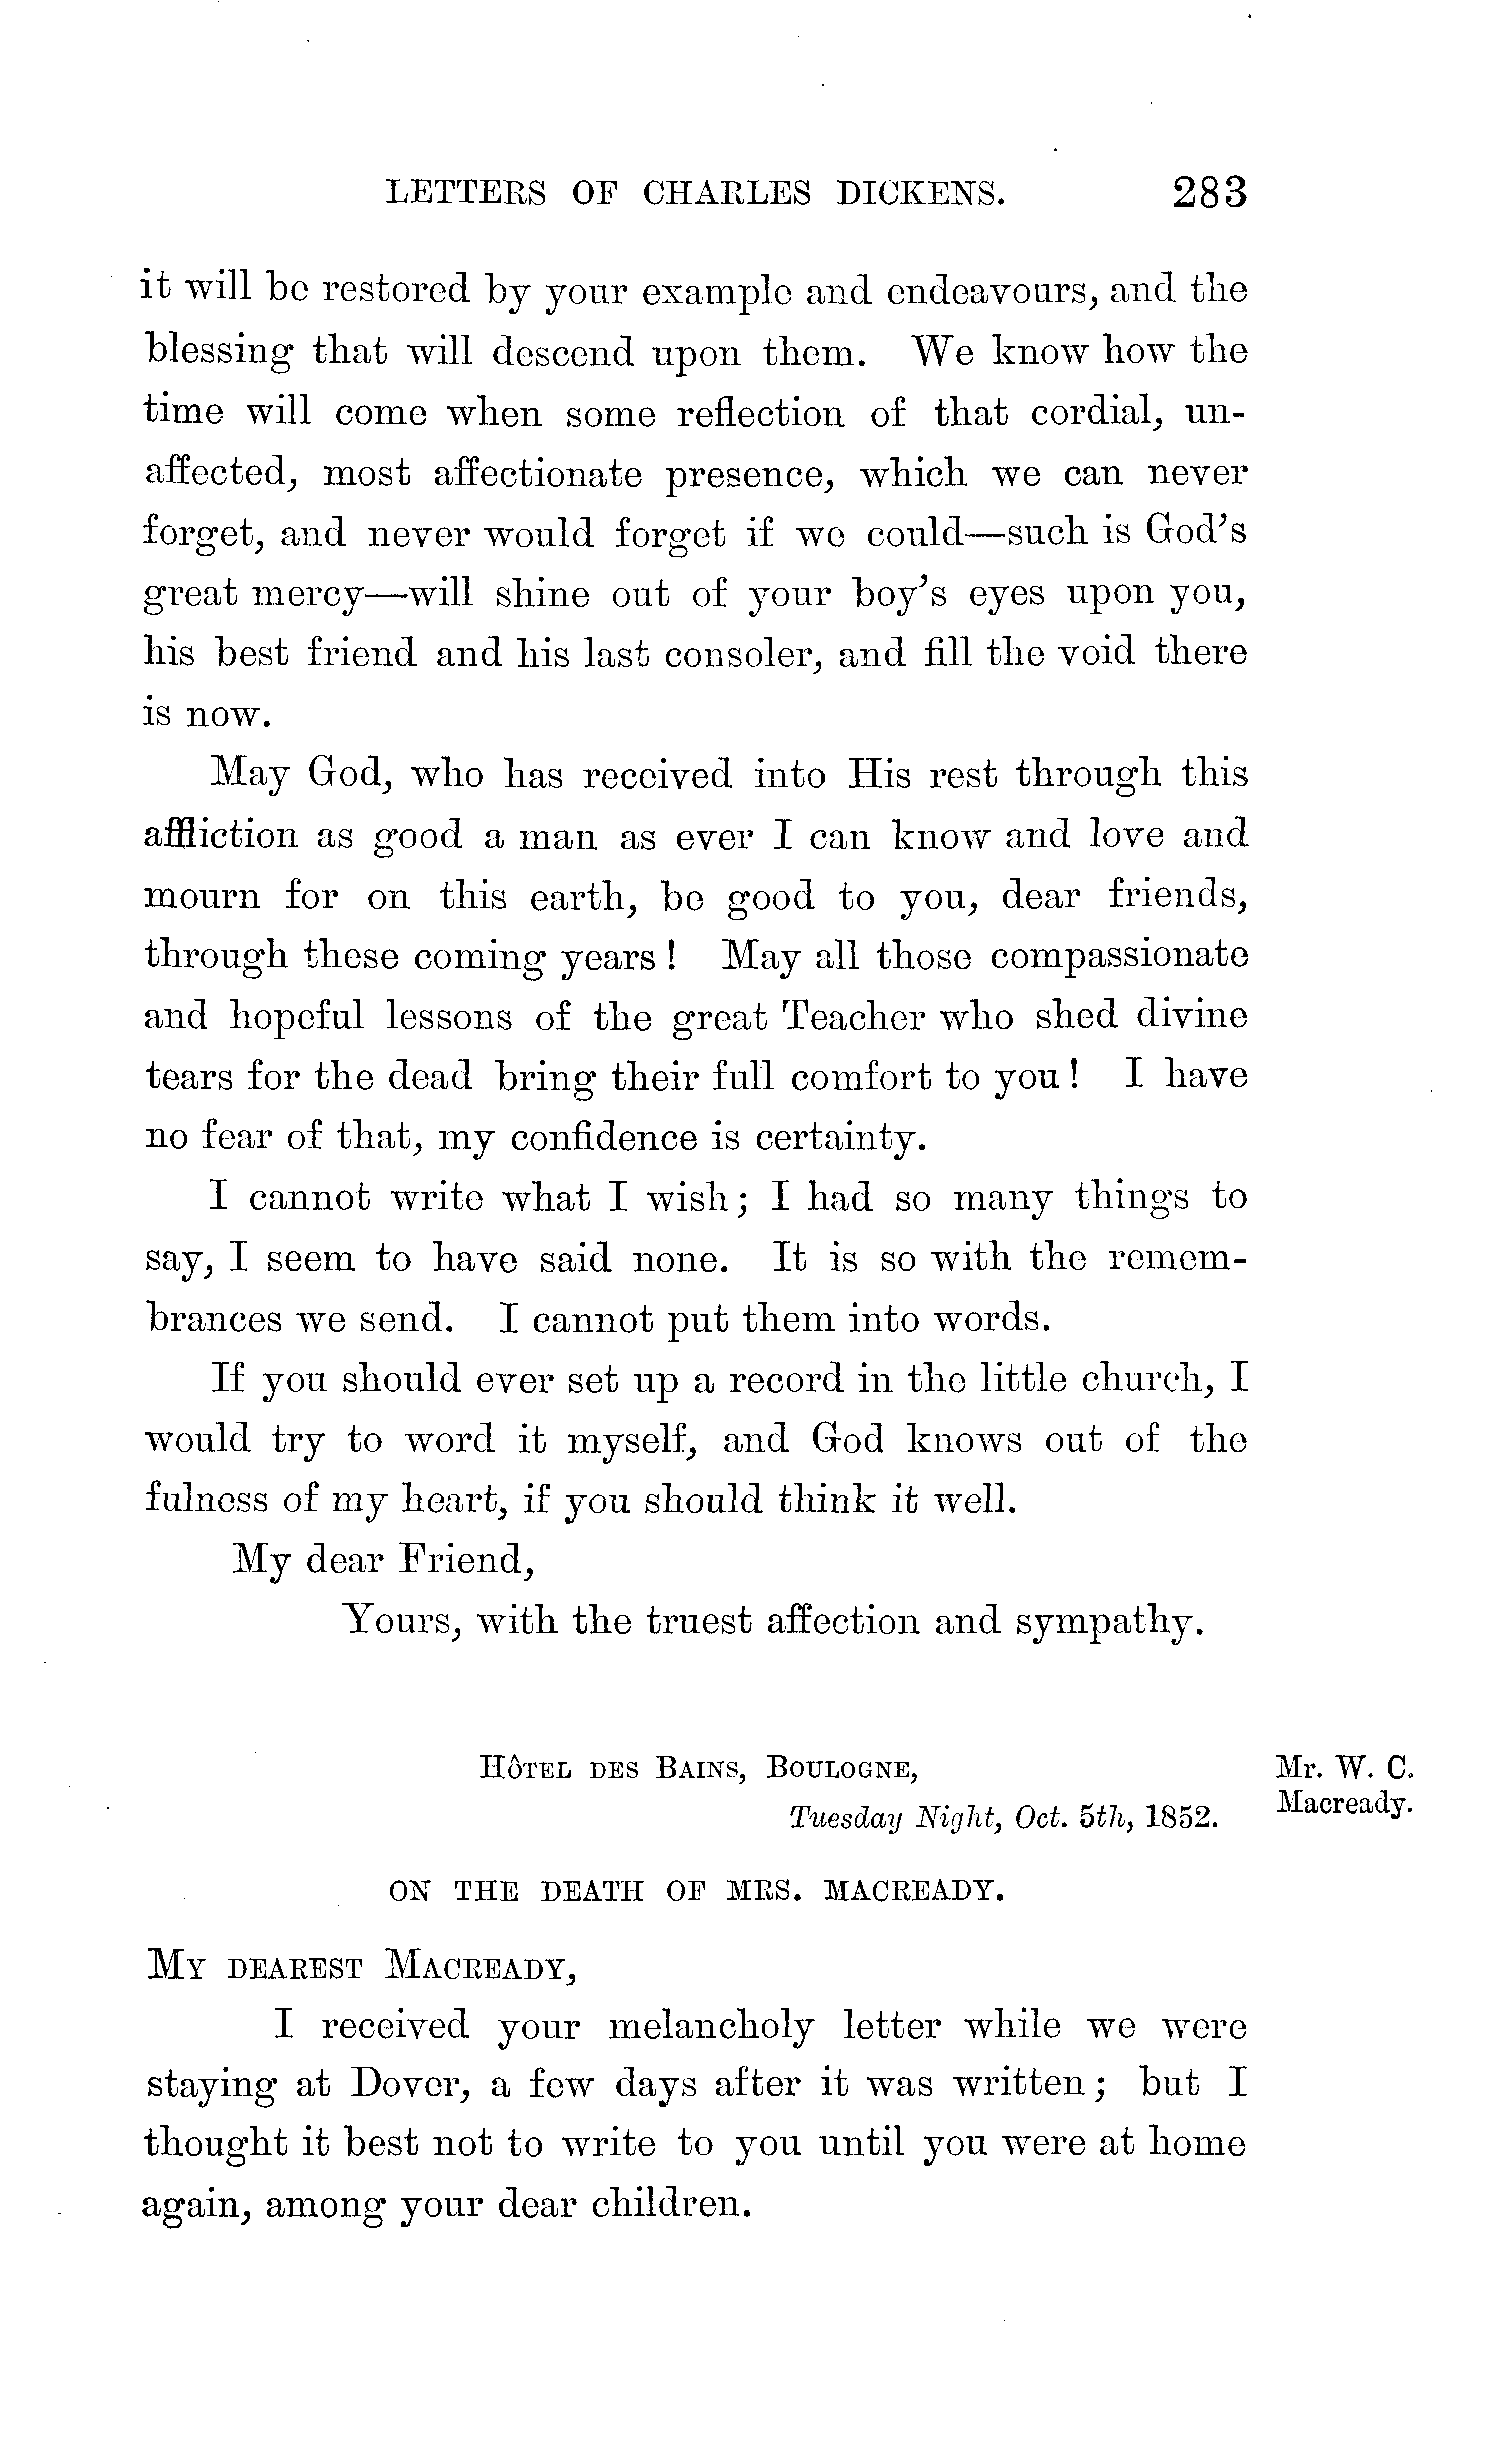 LETTERS OF CHARLES DICKENS. 283
it will be restored by your example and endeavours, and the
blessing that will descend upon them. We know how the
time will come when some reflection of that cordial, un-
affected, most affectionate presence, which we can never
forget, and never would forget if we could—such is God's
great mercy—will shine out of your boy's eyes upon you,
his best friend and his last consoler, and fill the void there
is now.
May God, who has received into His rest through this
affliction as good a man as ever I can know and love and
mourn for on this earth, be good to you, dear friends,
through these coming years! May all those compassionate
and hopeful lessons of the great Teacher who shed divine
tears for the dead bring their full comfort to you! I have
no fear of that, my confidence is certainty.
I cannot write what I wish; I had so many things to
say, I seem to have said none. It is so with the remem-
brances we send. I cannot put them into words.
If you should ever set up a record in the little church, I
would try to word it myself, and God knows out of the
fulness of my heart, if you should think it well.
My dear Friend,
Yours, with the truest affection and sympathy.
HÔTEL DES BAINS, BOULOGNE,
Tuesday Night, Oct. 5th, 1852.
Mr. W. C.
Macready.
ON THE DEATH OF MRS. MACREADY.
MY DEAREST MACREADY,
I received your melancholy letter while we were
staying at Dover, a few days after it was written; but I
thought it best not to write to you until you were at home
again, among your dear children.